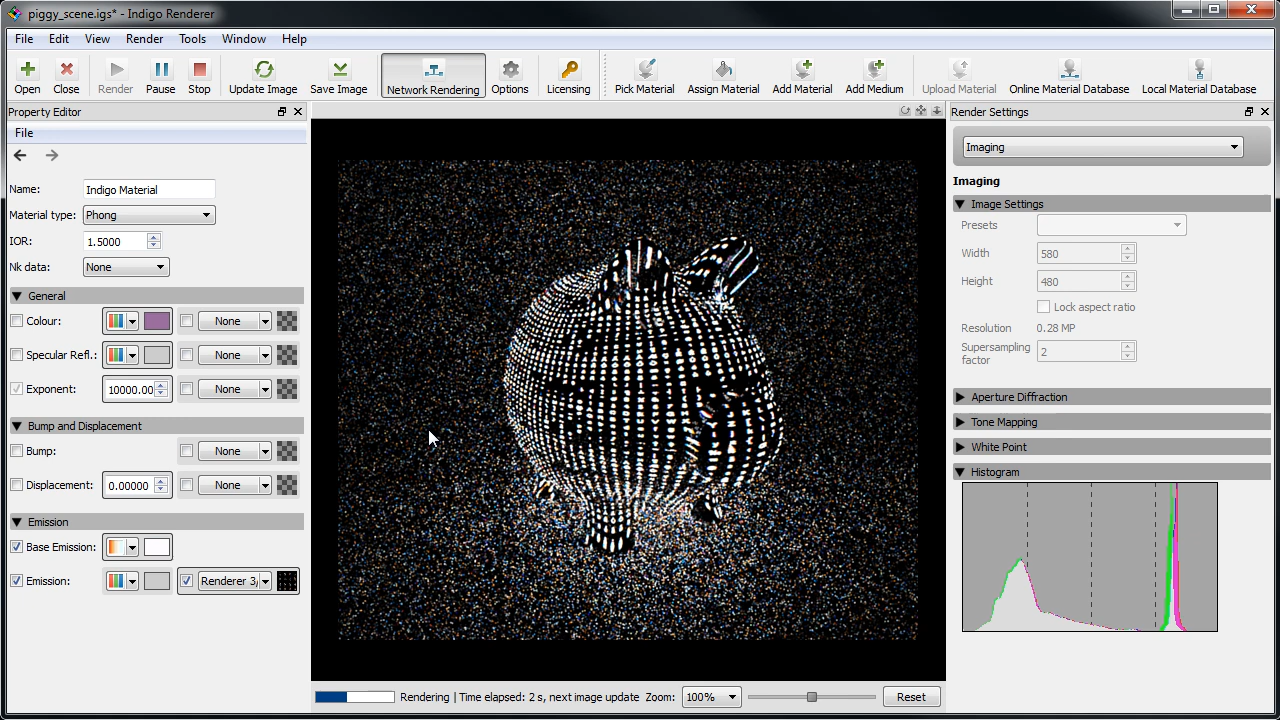 piggy_scene.igs* - Indigo Renderer
File Edit View Render Tools Window Help
Open Close Render Pause Stop Update Image Save Image Network Rendering Options Licensing Pick Material Assign Material Add Material Add Medium Upload Material Online Material Database Local Material Database
Property Editor
File
Name: Indigo Material
Material type: Phong
IOR: 1.5000
Nk data: None
General
Colour: None
Specular Refl.: None
Exponent: 10000.00 None
Bump and Displacement
Bump: None
Displacement: 0.00000 None
Emission
Base Emission:
Emission: Renderer 3/
Rendering | Time elapsed: 2 s, next image update Zoom: 100% Reset
Render Settings
Imaging
Imaging
Image Settings
Presets
Width 580
Height 480
Lock aspect ratio
Resolution 0.28 MP
Supersampling
factor 2
Aperture Diffraction
Tone Mapping
White Point
Histogram